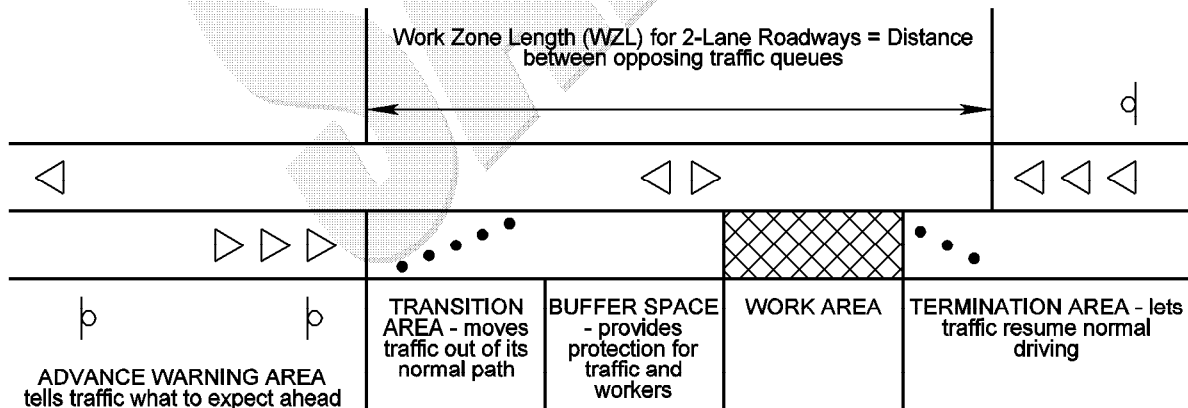 Work Zone Length (WZL) for 2-Lane Roadways = Distance
between opposing traffic queues
TRANSITION
AREA - moves
traffic out of its
normal path
BUFFER SPACE
- provides
protection for
traffic and
workers
WORK AREA
TERMINATION AREA - lets
traffic resume normal
driving
ADVANCE WARNING AREA
tells traffic what to expect ahead